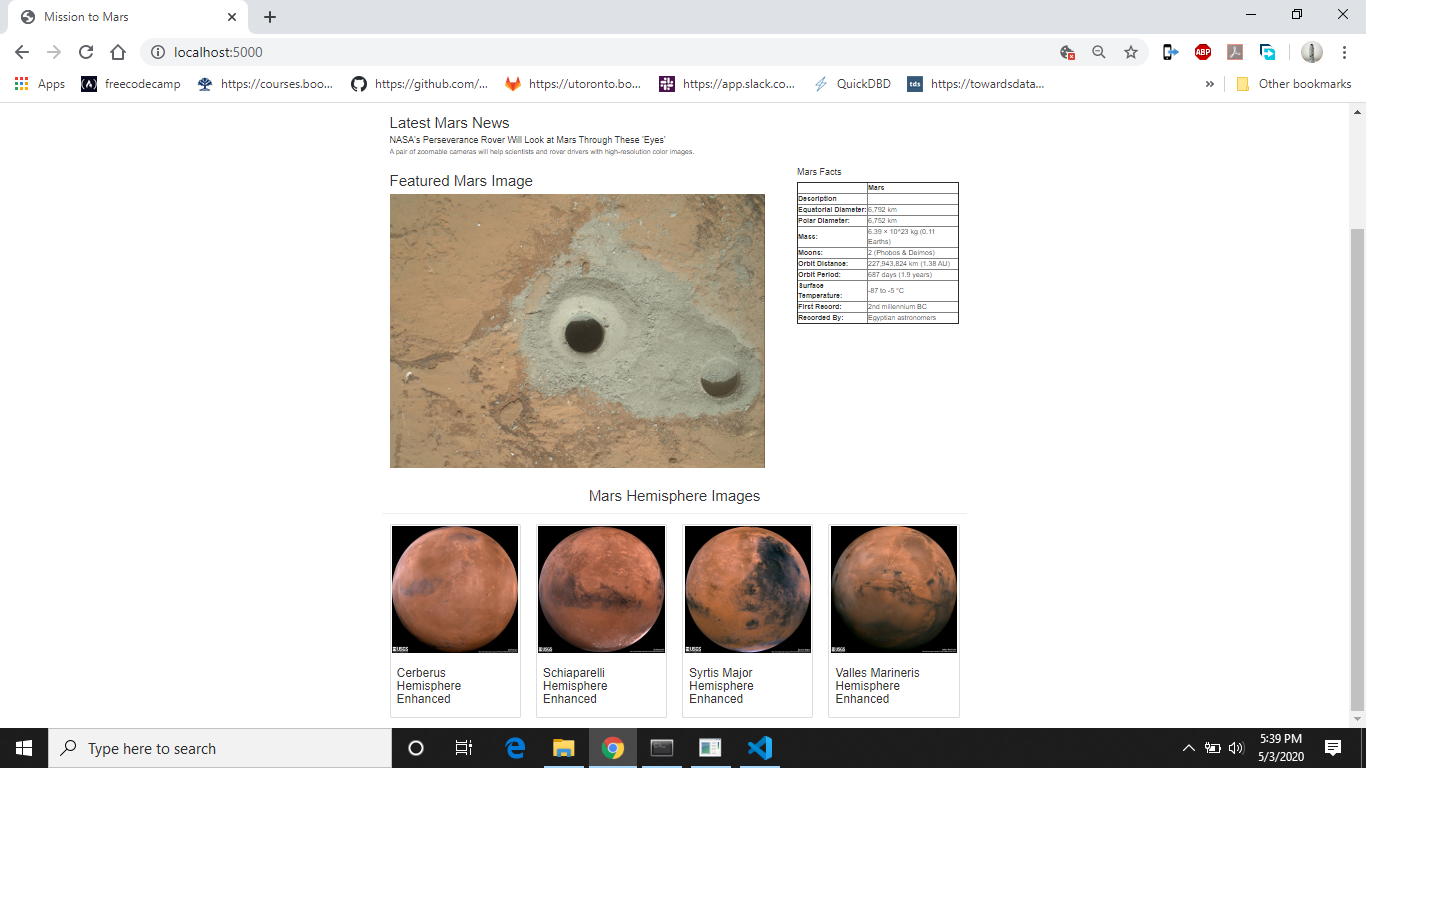 Mission to Mars
localhost:5000
ABP
Apps
freecodecamp
https://courses.boo...
https://github.com/...
https://utoronto.bo...
https://app.slack.co...
QuickDBD
tds
https://towardsdata...
»
Other bookmarks
Latest Mars News
NASA's Perseverance Rover Will Look at Mars Through These 'Eyes'
A pair of zoomable cameras will help scientists and rover drivers with high-resolution color images.
Featured Mars Image
Mars Facts
Mars
Description
Equatorial Diameter: 6,792 km
Polar Diameter: 6,752 km
Mass: 6.39 × 10^23 kg (0.11
Earths)
Moons: 2 (Phobos & Deimos)
Orbit Distance: 227,943,824 km (1.38 AU)
Orbit Period: 687 days (1.9 years)
Surface
Temperature: -87 to -5 °C
First Record: 2nd millennium BC
Recorded By: Egyptian astronomers
Mars Hemisphere Images
USGS
USGS
USGS
USGS
Cerberus
Hemisphere
Enhanced
Schiaparelli
Hemisphere
Enhanced
Syrtis Major
Hemisphere
Enhanced
Valles Marineris
Hemisphere
Enhanced
Type here to search
5:39 PM
5/3/2020